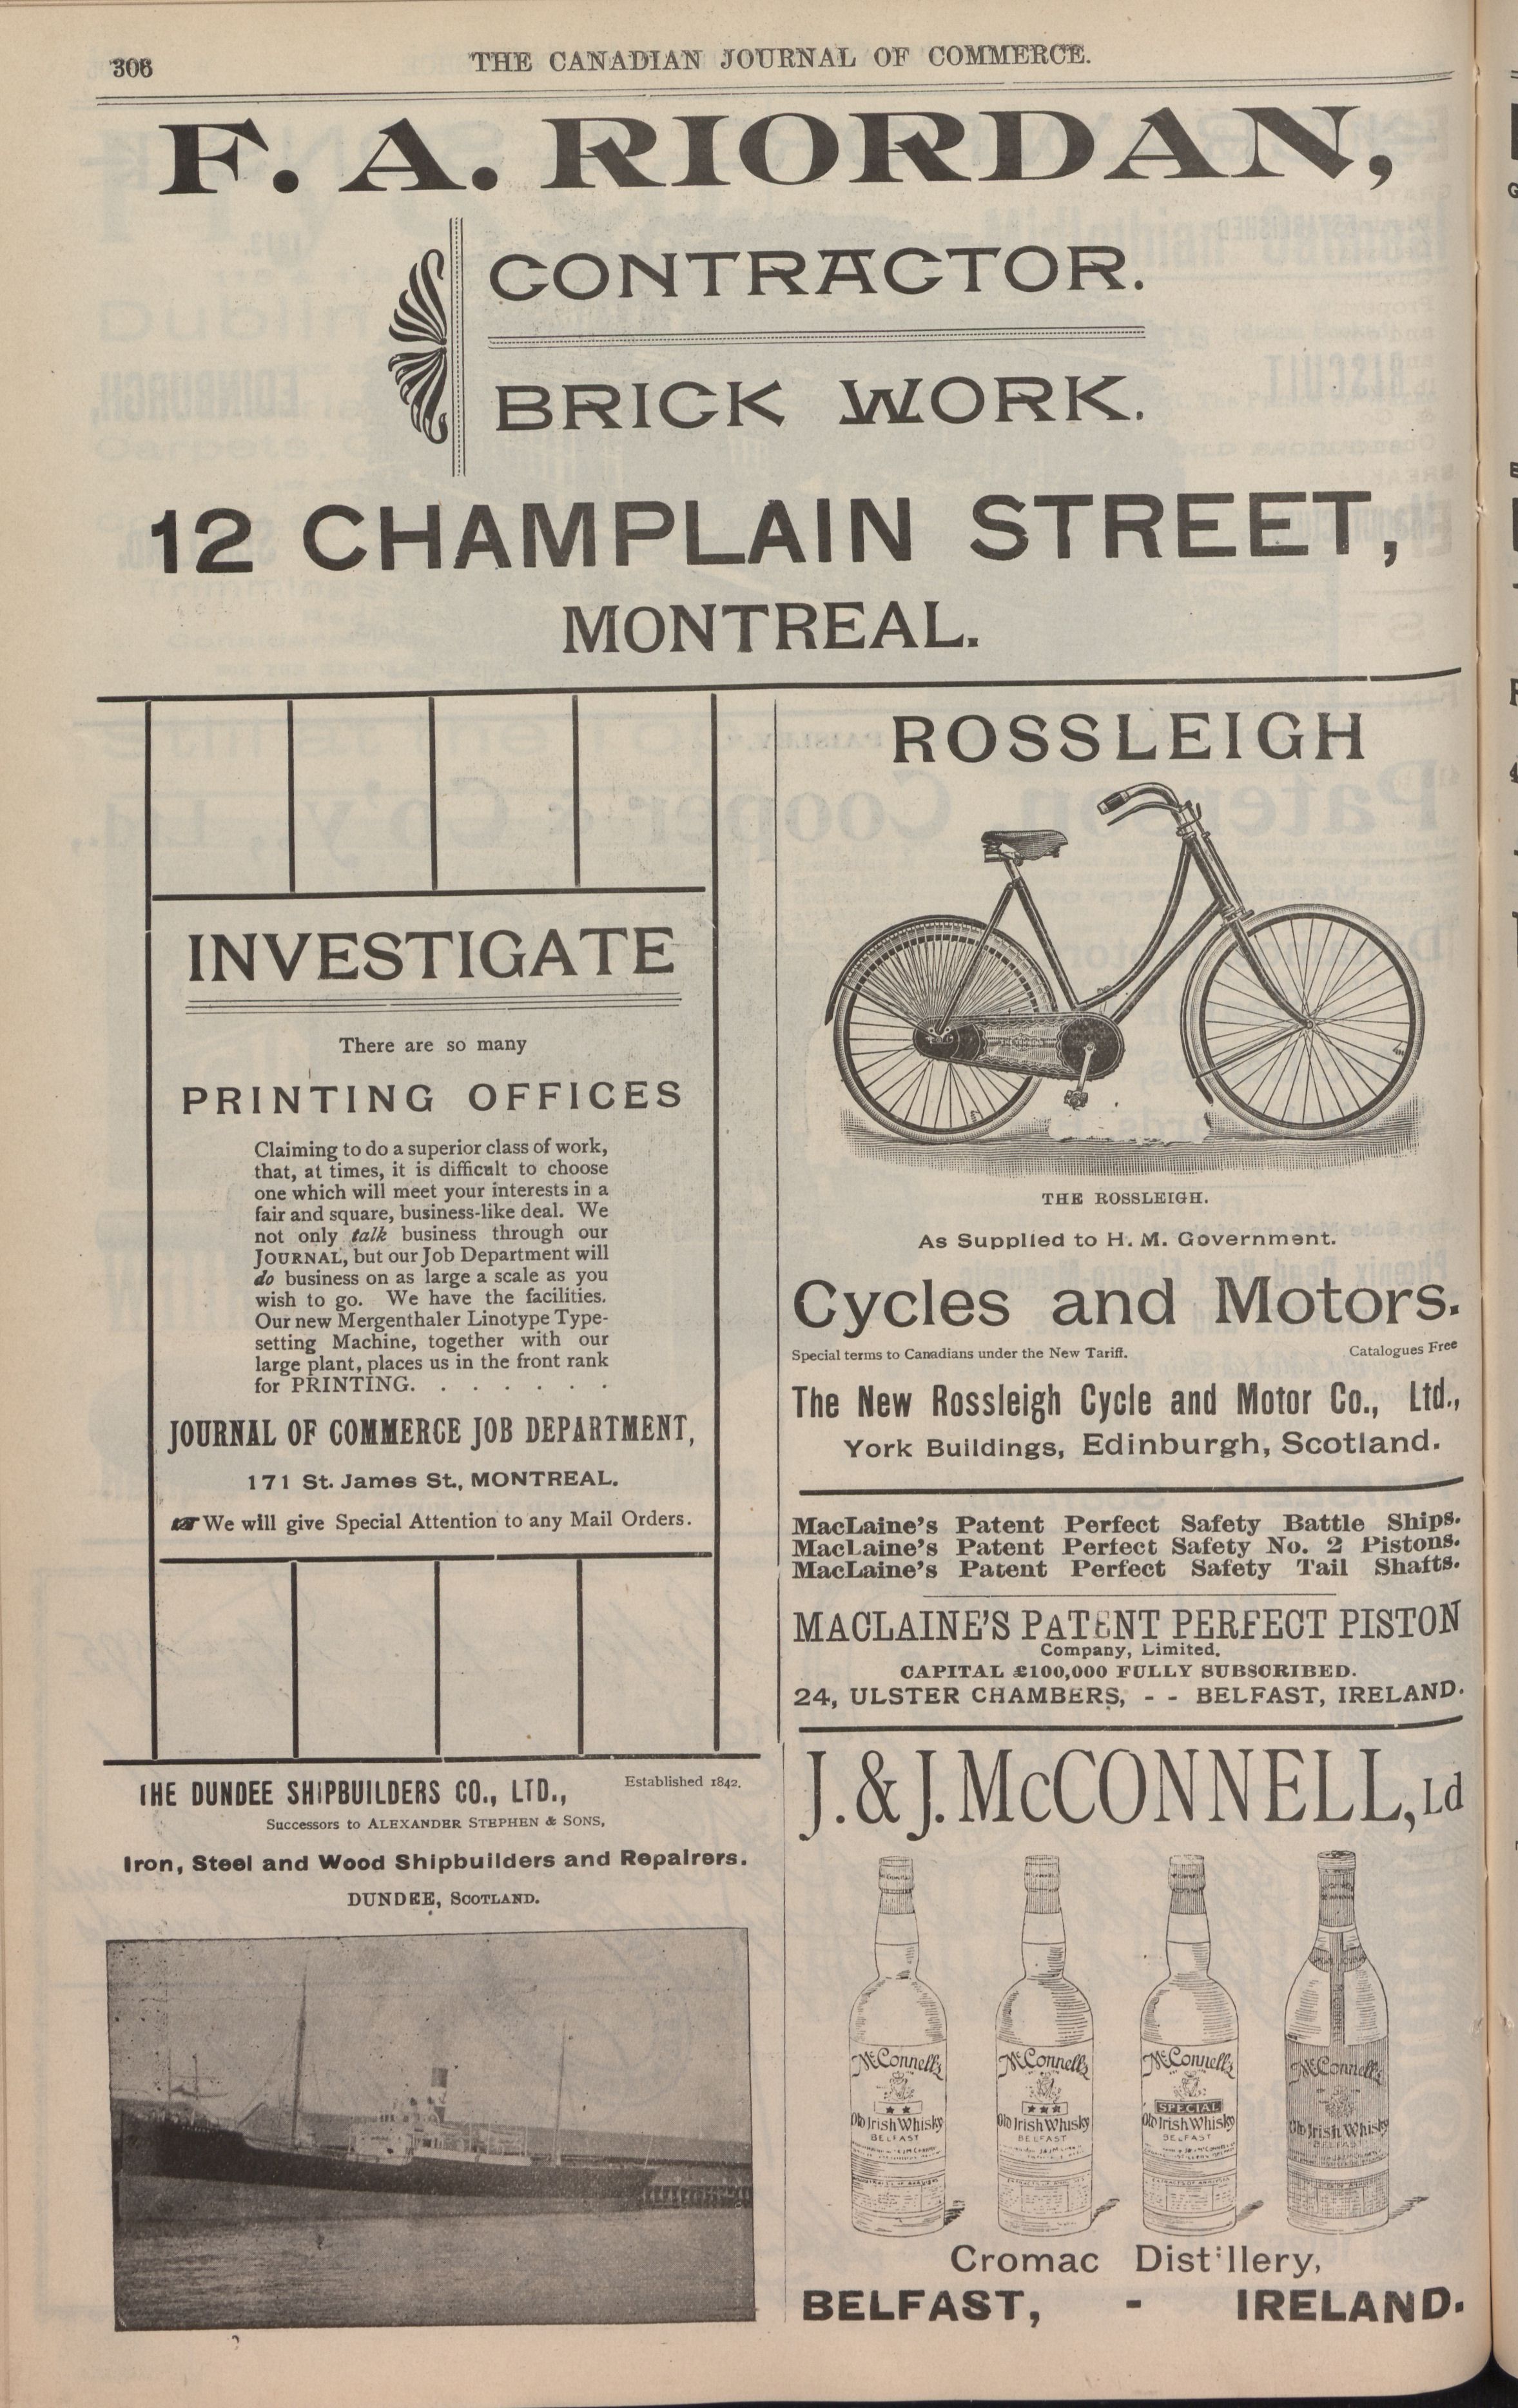 306
THE CANADIAN JOURNAL OF COMMERCE.
F. A. RIORDAN,
CONTRACTOR.
BRICK WORK.
12 CHAMPLAIN STREET,
MONTREAL.
INVESTIGATE
There are so many
PRINTING OFFICES
Claiming to do a superior class of work,
that, at times, it is difficult to choose
one which will meet your interests in a
fair and square, business-like deal. We
not only talk business through our
JOURNAL, but our Job Department will
do business on as large a scale as you
wish to go. We have the facilities.
Our new Mergenthaler Linotype Type-
setting Machine, together with our
large plant, places us in the front rank
for PRINTING. . . . . . .
JOURNAL OF COMMERCE JOB DEPARTMENT,
171 St. James St., MONTREAL.
☞ We will give Special Attention to any Mail Orders.
THE DUNDEE SHIPBUILDERS CO., LTD.,
Established 1842.
Successors to ALEXANDER STEPHEN & SONS,
Iron, Steel and Wood Shipbuilders and Repairers.
DUNDEE, SCOTLAND.
ROSSLEIGH
THE ROSSLEIGH.
As Supplied to H. M. Government.
Cycles and Motors.
Special terms to Canadians under the New Tariff. Catalogues Free
The New Rossleigh Cycle and Motor Co., Ltd.,
York Buildings, Edinburgh, Scotland.
MacLaine's Patent Perfect Safety Battle Ships.
MacLaine's Patent Perfect Safety No. 2 Pistons.
MacLaine's Patent Perfect Safety Tail Shafts.
MACLAINE'S PATENT PERFECT PISTON
Company, Limited.
CAPITAL £100,000 FULLY SUBSCRIBED.
24, ULSTER CHAMBERS, - - BELFAST, IRELAND.
J. & J. McCONNELL, Ld
McConnell's
Old Irish Whisky
BELFAST
McConnell's
Old Irish Whisky
BELFAST
McConnell's
SPECIAL
Old Irish Whisky
BELFAST
McConnell's
Old Irish Whisky
BELFAST
Cromac Distillery,
BELFAST, - IRELAND.